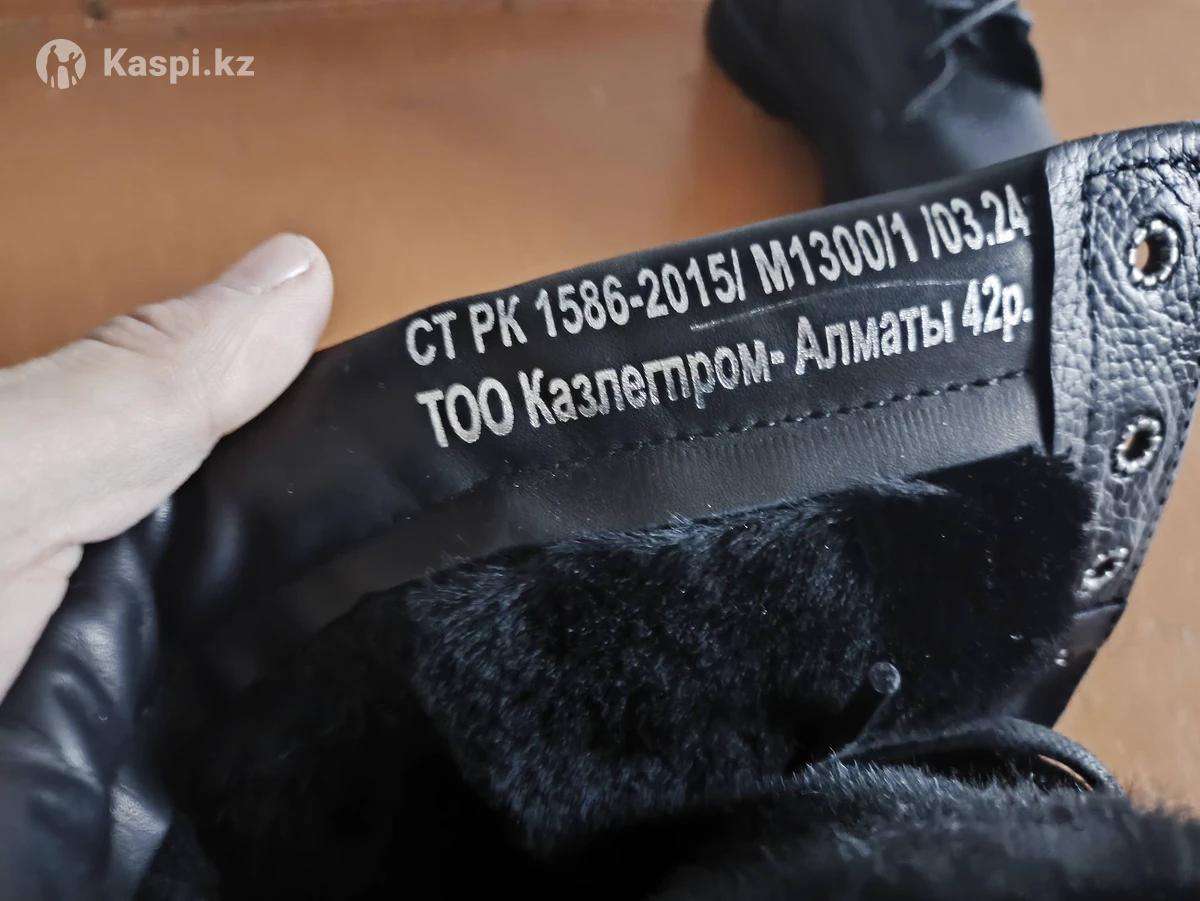 Kaspi.kz
СТ РК 1586-2015/ М1300/1 /03.24
ТОО Казлегпром- Алматы 42р.